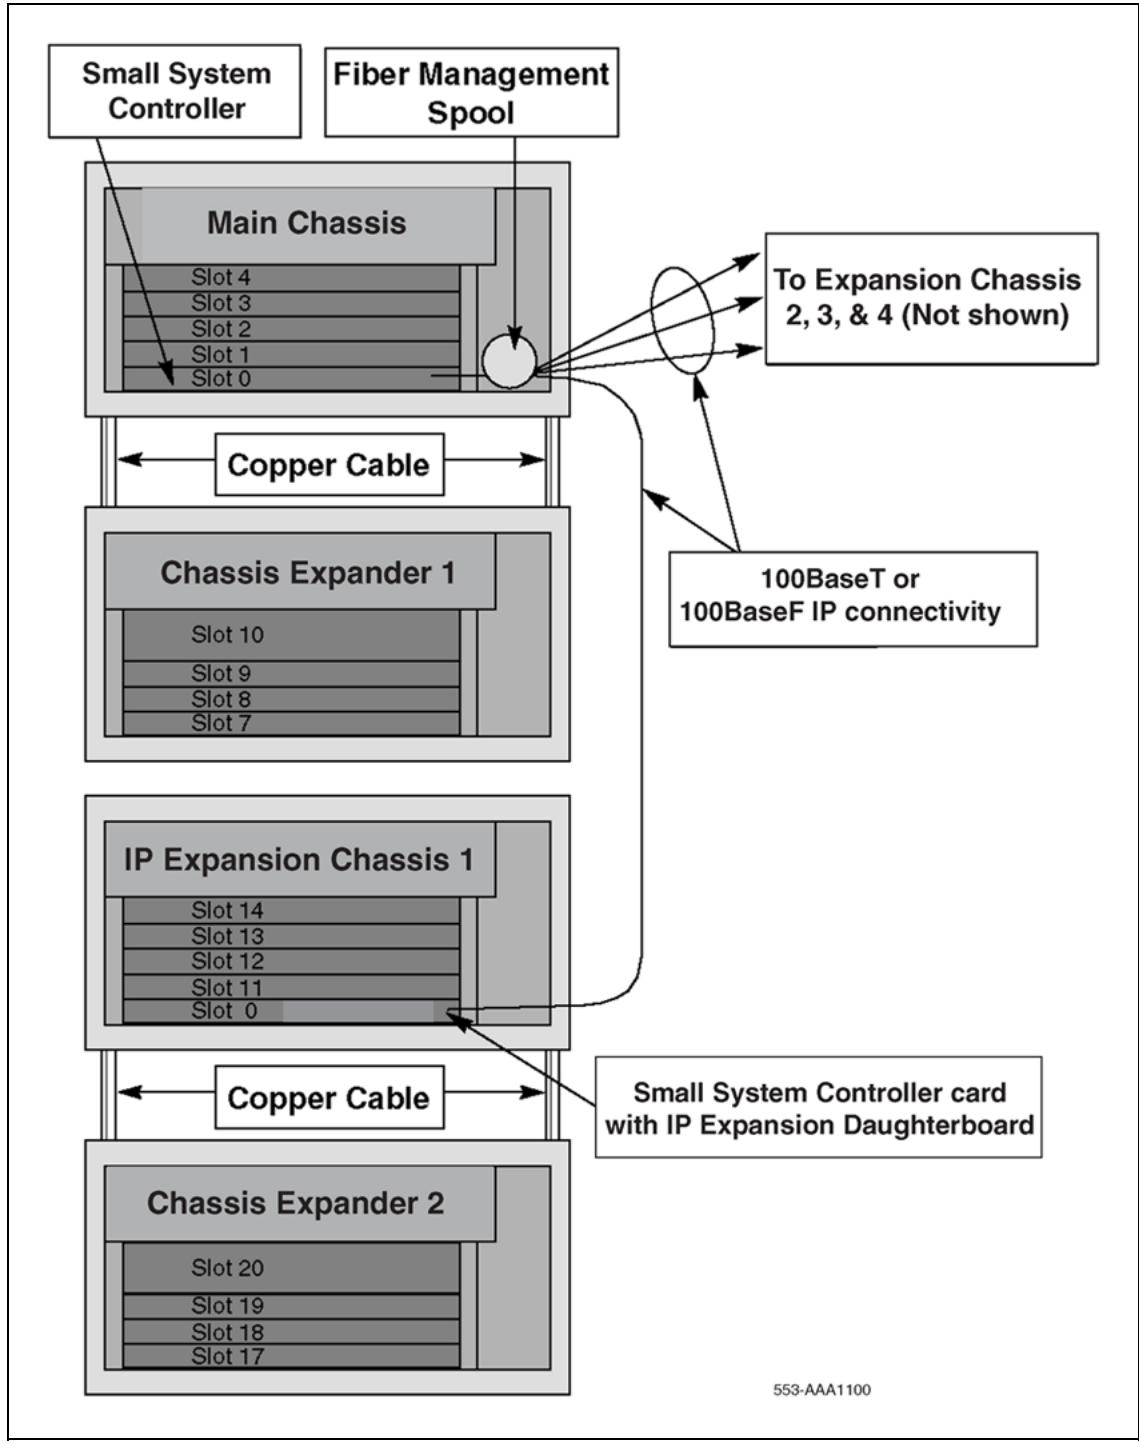 Small System
Controller
Fiber Management
Spool
Main Chassis
Slot 4
Slot 3
Slot 2
Slot 1
Slot 0
To Expansion Chassis
2, 3, & 4 (Not shown)
Copper Cable
Chassis Expander 1
Slot 10
Slot 9
Slot 8
Slot 7
100BaseT or
100BaseF IP connectivity
IP Expansion Chassis 1
Slot 14
Slot 13
Slot 12
Slot 11
Slot 0
Copper Cable
Small System Controller card
with IP Expansion Daughterboard
Chassis Expander 2
Slot 20
Slot 19
Slot 18
Slot 17
553-AAA1100